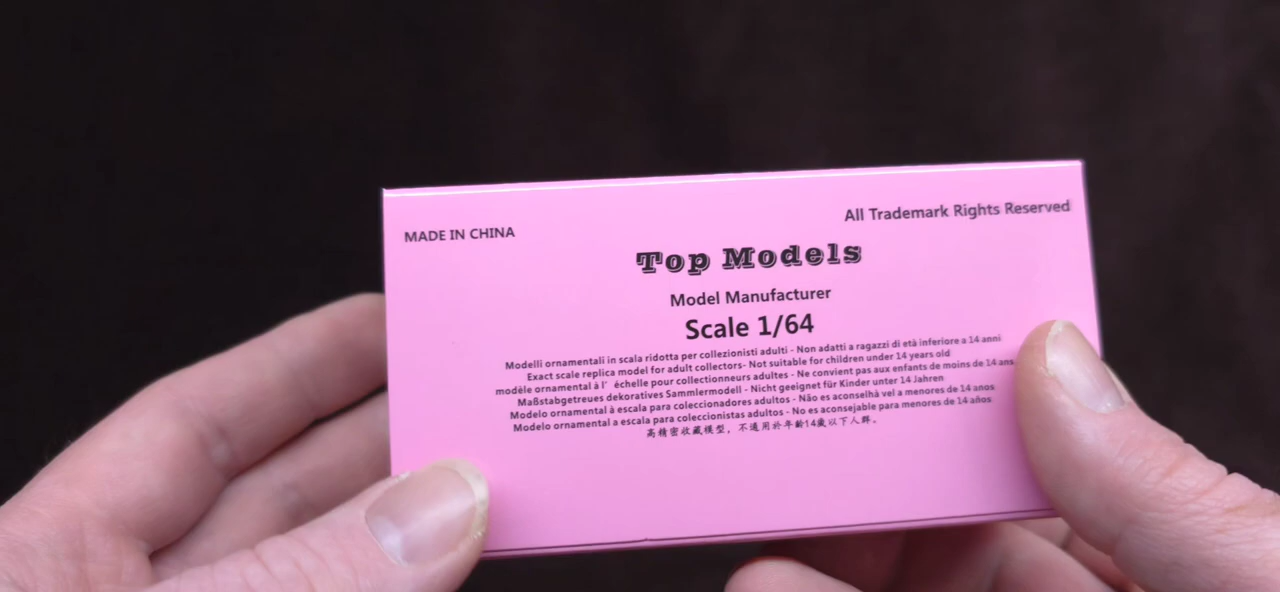 MADE IN CHINA
All Trademark Rights Reserved
Top Models
Model Manufacturer
Scale 1/64
Modelli ornamentali in scala ridotta per collezionisti adulti - Non adatti a ragazzi di età inferiore a 14 anni
Exact scale replica model for adult collectors- Not suitable for children under 14 years old
modèle ornamental à l' échelle pour collectionneurs adultes - Ne convient pas aux enfants de moins de 14 ans
Maßstabgetreues dekoratives Sammlermodell - Nicht geeignet für Kinder unter 14 Jahren
Modelo ornamental à escala para coleccionadores adultos - Não es aconselhà vel a menores de 14 anos
Modelo ornamental a escala para coleccionistas adultos - No es aconsejable para menores de 14 años
高精密收藏模型，不適用於年齡14歲以下人群。